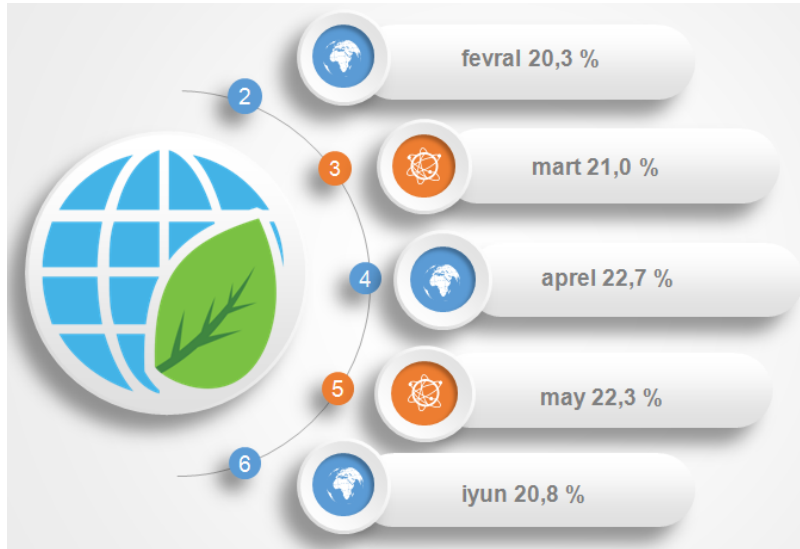 2
fevral 20,3 %
3
mart 21,0 %
4
aprel 22,7 %
5
may 22,3 %
6
iyun 20,8 %